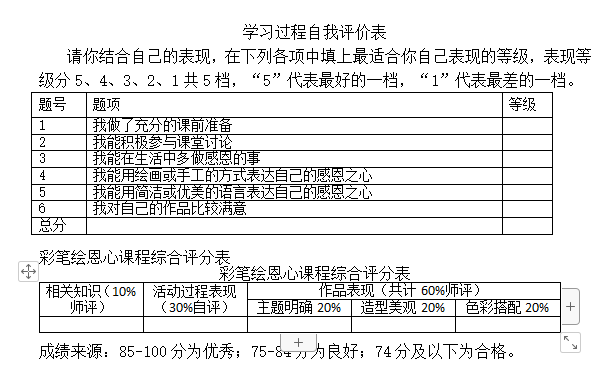 学习过程自我评价表
请你结合自己的表现，在下列各项中填上最适合你自己表现的等级，表现等
级分5、4、3、2、1共5档，“5”代表最好的一档，“1”代表最差的一档。
题号 题项 等级
1 我做了充分的课前准备
2 我能积极参与课堂讨论
3 我能在生活中多做感恩的事
4 我能用绘画或手工的方式表达自己的感恩之心
5 我能用简洁或优美的语言表达自己的感恩之心
6 我对自己的作品比较满意
总分
彩笔绘恩心课程综合评分表
彩笔绘恩心课程综合评分表
相关知识（10%
师评）
活动过程表现
（30%自评）
作品表现（共计 60%师评）
主题明确 20% 造型美观 20% 色彩搭配 20%
成绩来源：85-100 分为优秀；75-84 分为良好；74 分及以下为合格。